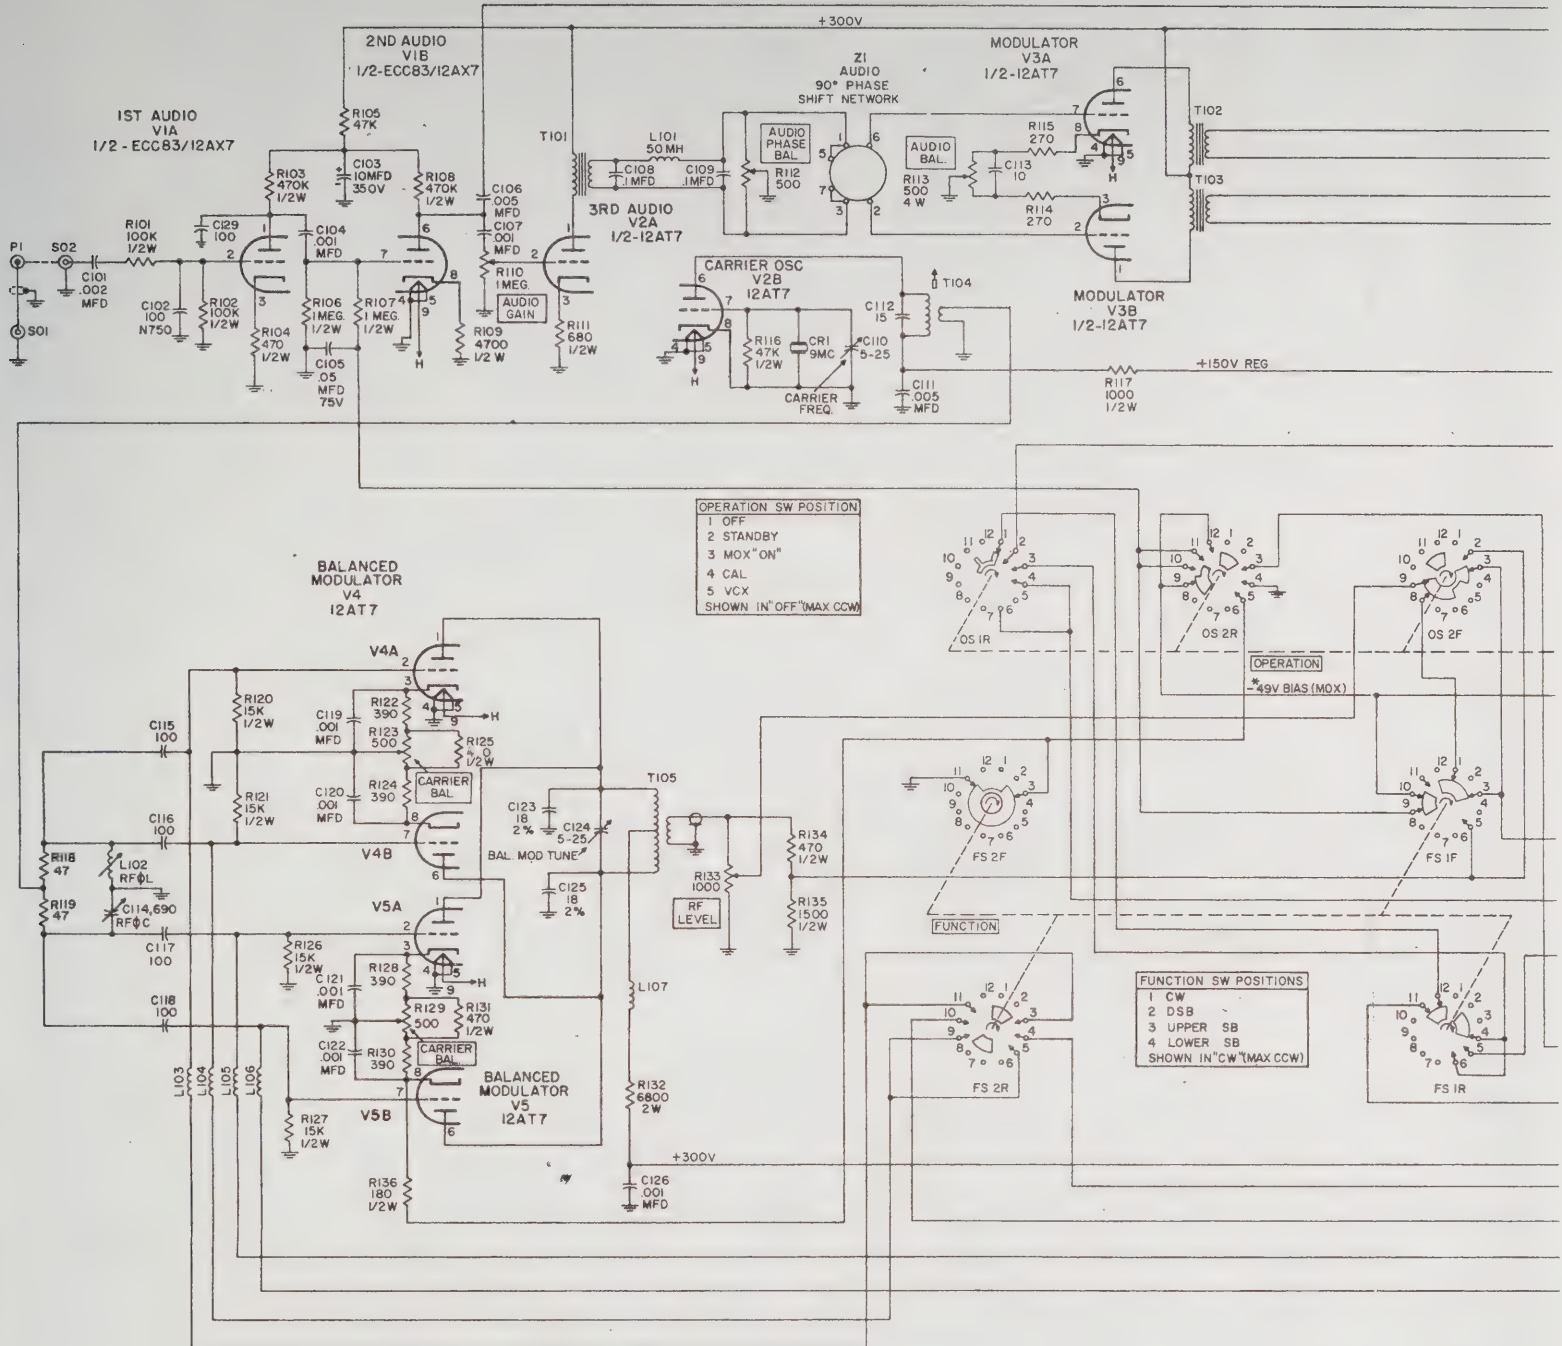 +300V
2ND AUDIO
V1B
1/2-ECC83/12AX7
MODULATOR
V3A
1/2-12AT7
Z1
AUDIO
90° PHASE
SHIFT NETWORK
1ST AUDIO
V1A
1/2 - ECC83/12AX7
R105
47K
T101
L101
50MH
AUDIO
PHASE
BAL
AUDIO
BAL.
R115
270
T102
R103
470K
1/2W
C103
10MFD
350V
R108
470K
1/2W
C106
.005
MFD
C107
.001
MFD
C108
.1MFD
C109
.1MFD
R112
500
R113
500
4W
C113
10
R114
270
T103
3RD AUDIO
V2A
1/2-12AT7
P1
SO2
C101
.002
MFD
R101
100K
1/2W
C129
100
C104
.001
MFD
R110
1MEG.
AUDIO
GAIN
CARRIER OSC
V2B
12AT7
T104
MODULATOR
V3B
1/2-12AT7
SO1
C102
100
N750
R102
100K
1/2W
R104
470
1/2W
R106
1MEG.
1/2W
R107
1 MEG.
1/2W
C105
.05
MFD
75V
R109
4700
1/2 W
R111
680
1/2W
R116
47K
1/2W
CR1
9MC
C110
5-25
CARRIER
FREQ.
C112
15
C111
.005
MFD
R117
1000
1/2W
+150V REG
H
H
H
OPERATION SW POSITION
1 OFF
2 STANDBY
3 MOX"ON"
4 CAL
5 VCX
SHOWN IN"OFF"(MAX CCW)
OS 1R
OS 2R
OS 2F
OPERATION
*-49V BIAS (MOX)
BALANCED
MODULATOR
V4
12AT7
V4A
R120
15K
1/2W
C119
.001
MFD
R122
390
R123
500
R125
1/2W
C115
100
R124
390
CARRIER
BAL.
C120
.001
MFD
R121
15K
1/2W
V4B
C116
100
R118
47
R119
47
L102
RFΦL
C114,690
RFΦC
C117
100
C118
100
T105
C123
18
2%
C124
5-25
BAL. MOD TUNE
C125
18
2%
R133
1000
RF
LEVEL
R134
470
1/2W
R135
1500
1/2W
FS 2F
FS 1F
FUNCTION
V5A
R126
15K
1/2W
R128
390
C121
.001
MFD
R129
500
R131
470
1/2W
C122
.001
MFD
R130
390
CARRIER
BAL.
H
H
L107
BALANCED
MODULATOR
V5
12AT7
V5B
R127
15K
1/2W
L103
L104
L105
L106
R132
6800
2W
+300V
C126
.001
MFD
R136
180
1/2W
FS 2R
FUNCTION SW POSITIONS
1 CW
2 DSB
3 UPPER SB
4 LOWER SB
SHOWN IN"CW"(MAX CCW)
FS 1R